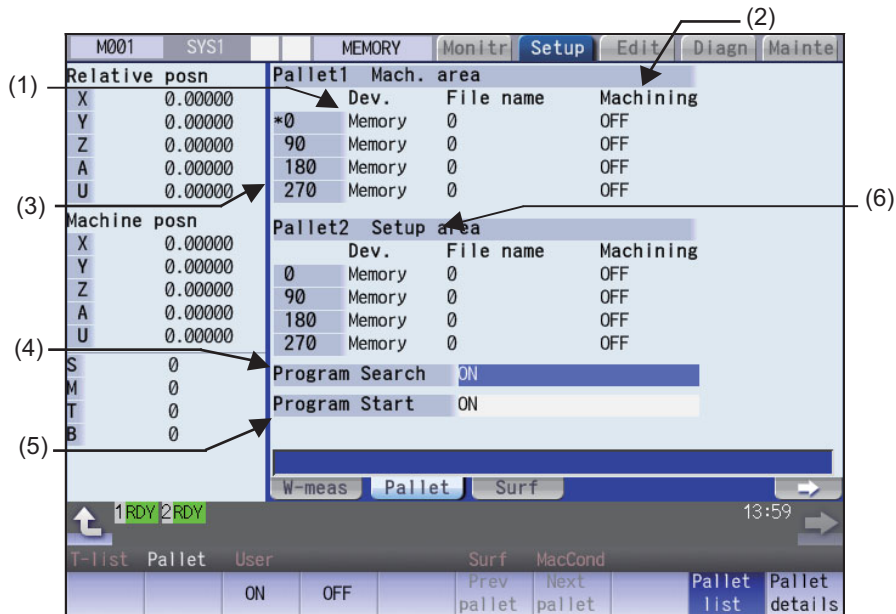 (2)
M001 SYS1 MEMORY Monitr Setup Edit Diagn Mainte
Relative posn
X 0.00000
Y 0.00000
Z 0.00000
A 0.00000
U 0.00000
Machine posn
X 0.00000
Y 0.00000
Z 0.00000
A 0.00000
U 0.00000
S 0
M 0
T 0
B 0
(1)
(3)
(4)
(5)
(6)
Pallet1 Mach. area
Dev. File name Machining
*0 Memory 0 OFF
90 Memory 0 OFF
180 Memory 0 OFF
270 Memory 0 OFF
Pallet2 Setup area
Dev. File name Machining
0 Memory 0 OFF
90 Memory 0 OFF
180 Memory 0 OFF
270 Memory 0 OFF
Program Search ON
Program Start ON
W-meas Pallet Surf
1 RDY 2 RDY 13:59
T-list Pallet User Surf MacCond
ON OFF Prev pallet Next pallet Pallet list Pallet details